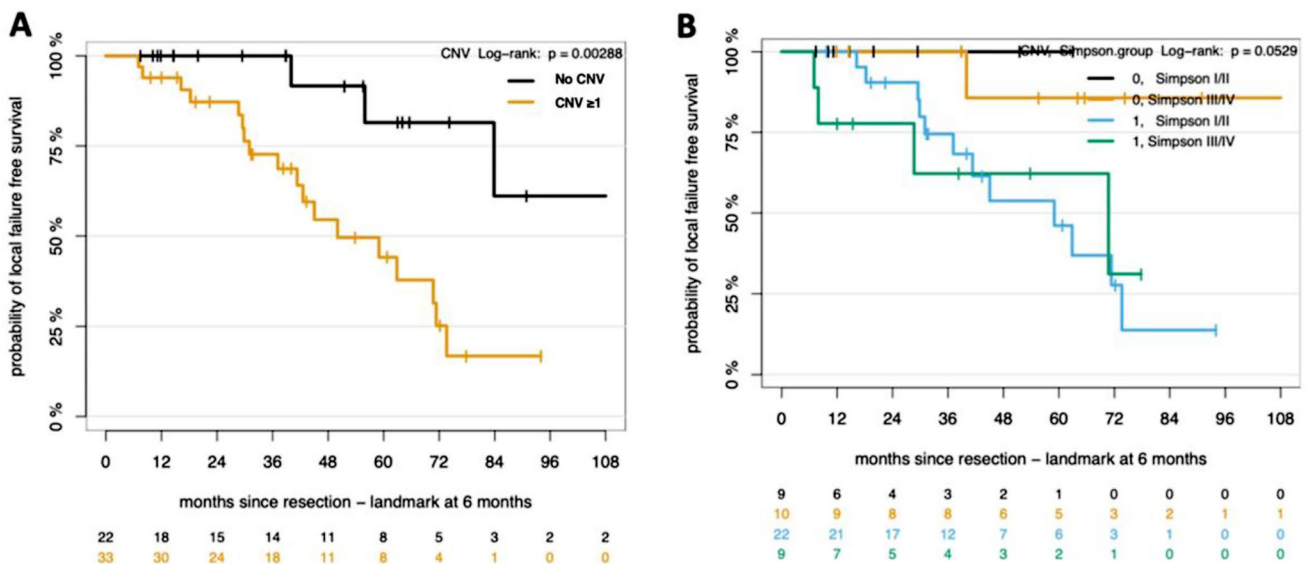 A
CNV Log-rank: p = 0.00288
No CNV
CNV ≥1
probability of local failure free survival
100 %
75 %
50 %
25 %
0 %
0 12 24 36 48 60 72 84 96 108
months since resection – landmark at 6 months
22 18 15 14 11 8 5 3 2 2
33 30 24 18 11 8 4 1 0 0
B
CNV, Simpson.group Log-rank: p = 0.0529
0, Simpson I/II
0, Simpson III/IV
1, Simpson I/II
1, Simpson III/IV
probability of local failure free survival
100 %
75 %
50 %
25 %
0 %
0 12 24 36 48 60 72 84 96 108
months since resection – landmark at 6 months
9 6 4 3 2 1 0 0 0 0
10 9 8 8 6 5 3 2 1 1
22 21 17 12 7 6 3 1 0 0
9 7 5 4 3 2 1 0 0 0